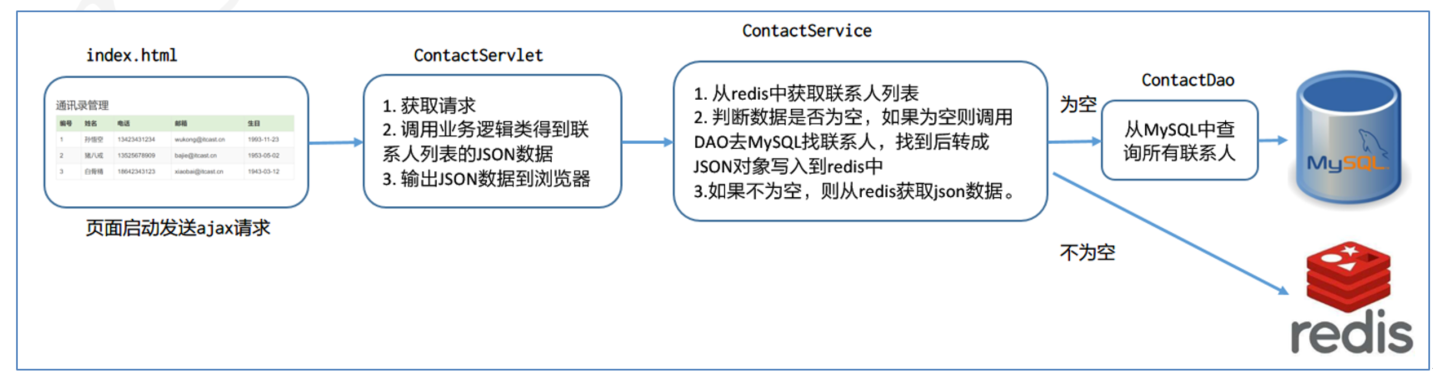 index.html
通讯录管理
编号 姓名 电话 邮箱 生日
1 孙悟空 13423431234 wukong@itcast.cn 1993-11-23
2 猪八戒 13525678909 bajie@itcast.cn 1953-05-02
3 白骨精 18642343123 xiaobai@itcast.cn 1943-03-12
页面启动发送ajax请求
ContactServlet
1. 获取请求
2. 调用业务逻辑类得到联
系人列表的JSON数据
3. 输出JSON数据到浏览器
ContactService
1. 从redis中获取联系人列表
2. 判断数据是否为空，如果为空则调用
DAO去MySQL找联系人，找到后转成
JSON对象写入到redis中
3.如果不为空，则从redis获取json数据。
为空
不为空
ContactDao
从MySQL中查
询所有联系人
MySQL
redis